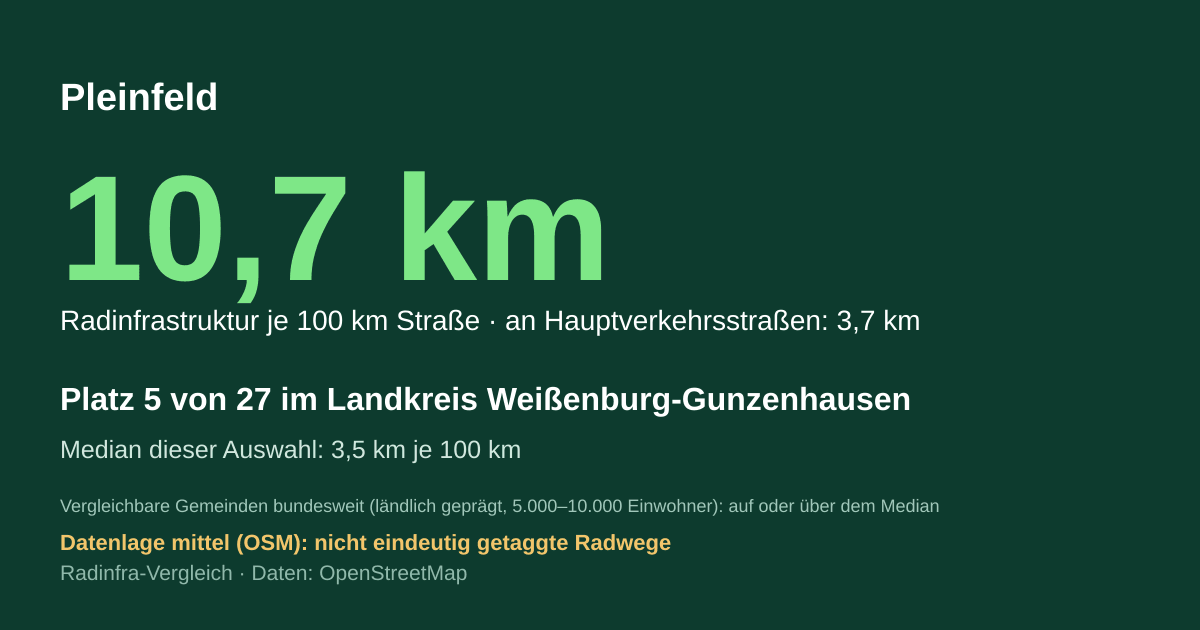 Pleinfeld
10,7 km
Radinfrastruktur je 100 km Straße · an Hauptverkehrsstraßen: 3,7 km
Platz 5 von 27 im Landkreis Weißenburg-Gunzenhausen
Median dieser Auswahl: 3,5 km je 100 km
Vergleichbare Gemeinden bundesweit (ländlich geprägt, 5.000–10.000 Einwohner): auf oder über dem Median
Datenlage mittel (OSM): nicht eindeutig getaggte Radwege
Radinfra-Vergleich · Daten: OpenStreetMap